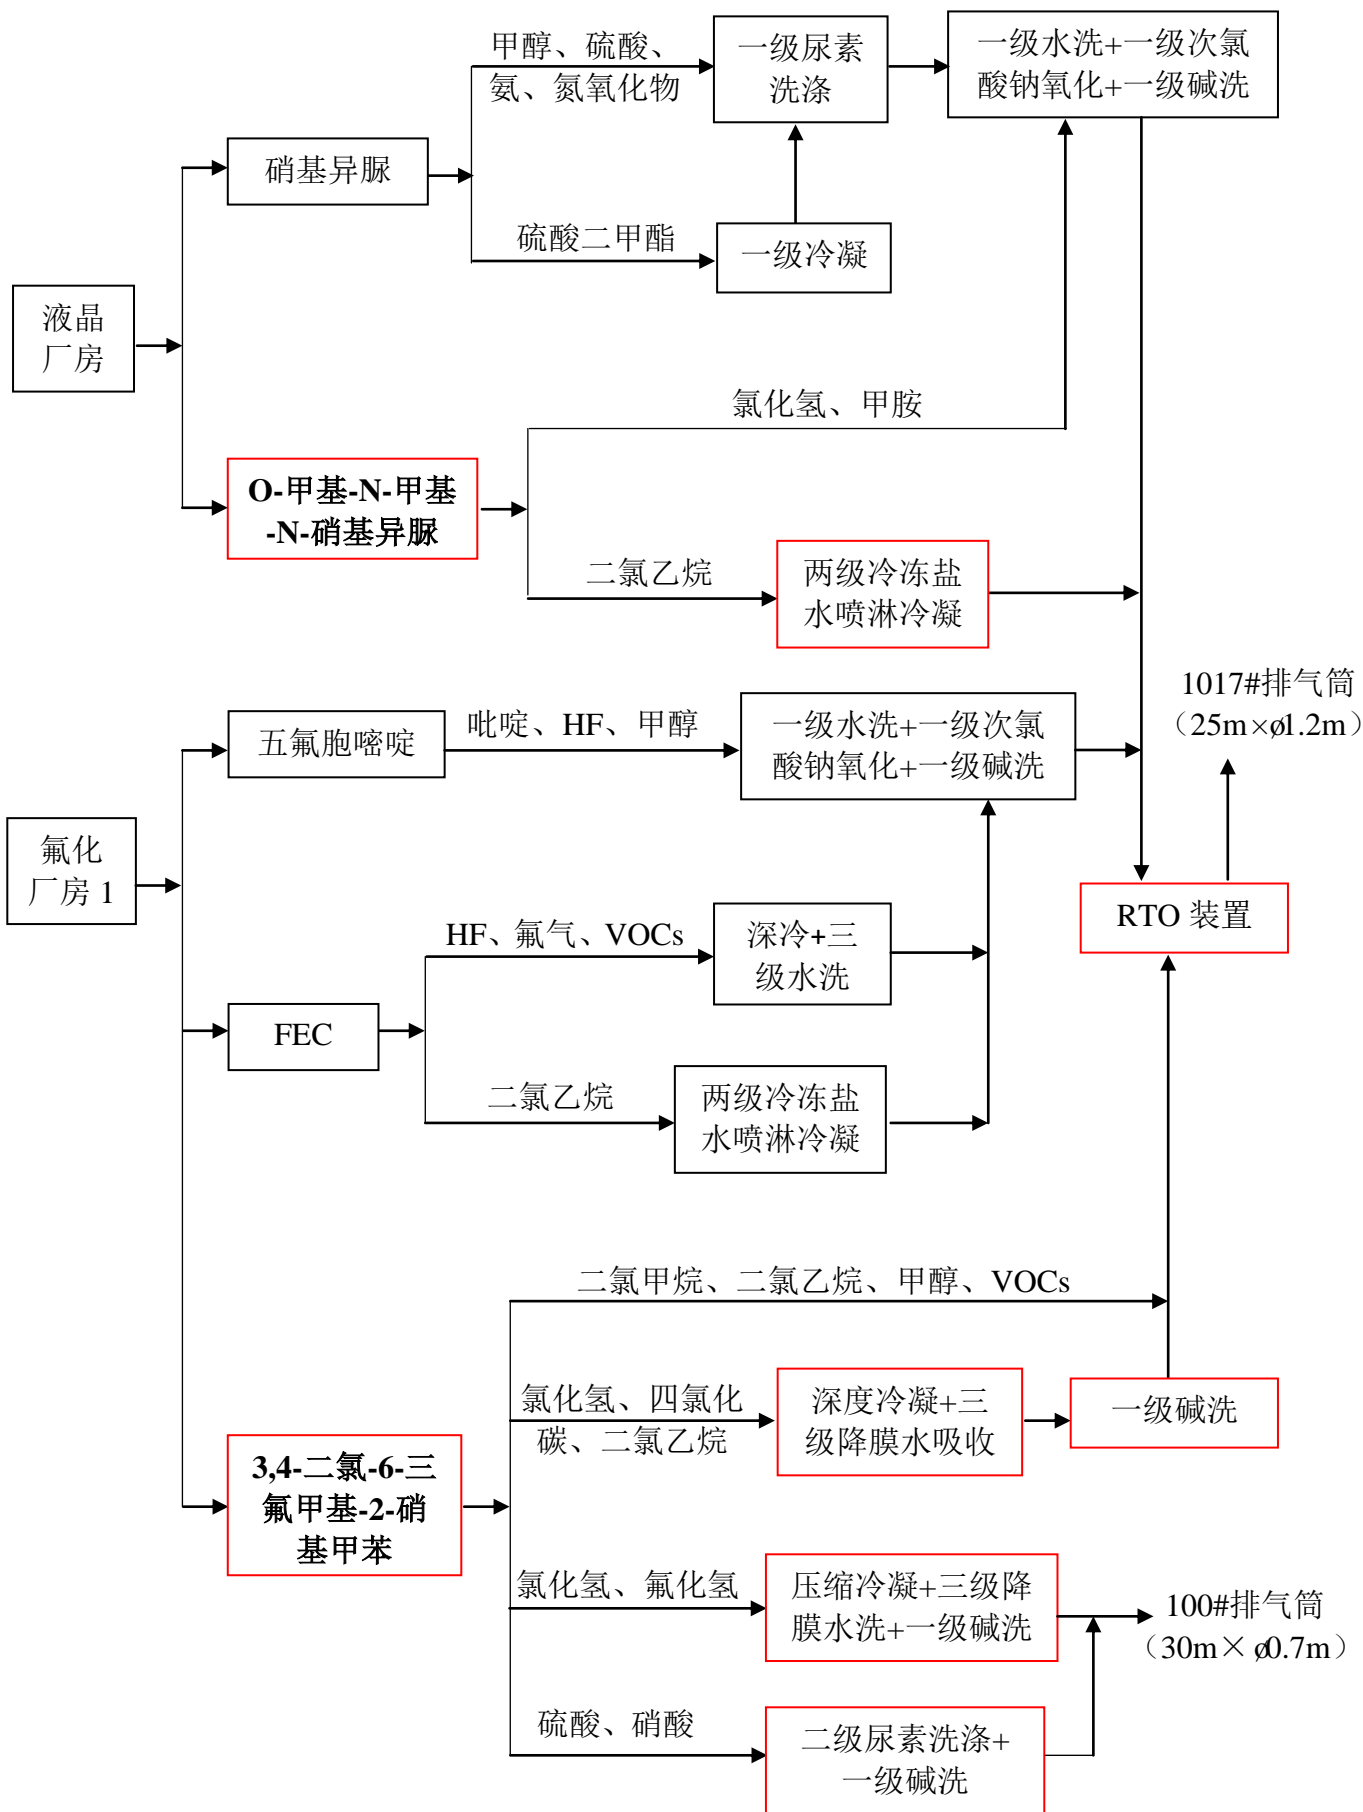 甲醇、硫酸、
氨、氮氧化物
一级尿素
洗涤
一级水洗+一级次氯
酸钠氧化+一级碱洗
硝基异脲
硫酸二甲酯
一级冷凝
液晶
厂房
氯化氢、甲胺
O-甲基-N-甲基
-N-硝基异脲
二氯乙烷
两级冷冻盐
水喷淋冷凝
1017#排气筒
（25m×ø1.2m）
五氟胞嘧啶
吡啶、HF、甲醇
一级水洗+一级次氯
酸钠氧化+一级碱洗
氟化
厂房 1
RTO 装置
HF、氟气、VOCs
深冷+三
级水洗
FEC
二氯乙烷
两级冷冻盐
水喷淋冷凝
二氯甲烷、二氯乙烷、甲醇、VOCs
氯化氢、四氯化
碳、二氯乙烷
深度冷凝+三
级降膜水吸收
一级碱洗
3,4-二氯-6-三
氟甲基-2-硝
基甲苯
氯化氢、氟化氢
压缩冷凝+三级降
膜水洗+一级碱洗
100#排气筒
（30m× ø0.7m）
硫酸、硝酸
二级尿素洗涤+
一级碱洗